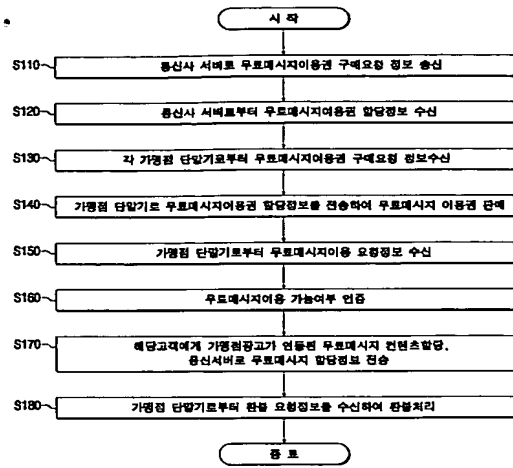 시 작
S110
통신사 서버로 무료메시지이용권 구매요청 정보 송신
S120
통신사 서버로부터 무료메시지이용권 할당정보 수신
S130
각 가맹점 단말기로부터 무료메시지이용권 구매요청 정보수신
S140
가맹점 단말기로 무료메시지이용권 할당정보를 전송하여 무료메시지 이용권 판매
S150
가맹점 단말기로부터 무료메시지이용 요청정보 수신
S160
무료메시지이용 가능여부 인증
S170
해당고객에게 가맹점광고가 연동된 무료메시지 컨텐츠할당,
통신서버로 무료메시지 할당정보 전송
S180
가맹점 단말기로부터 환불 요청정보를 수신하여 환불처리
종 료